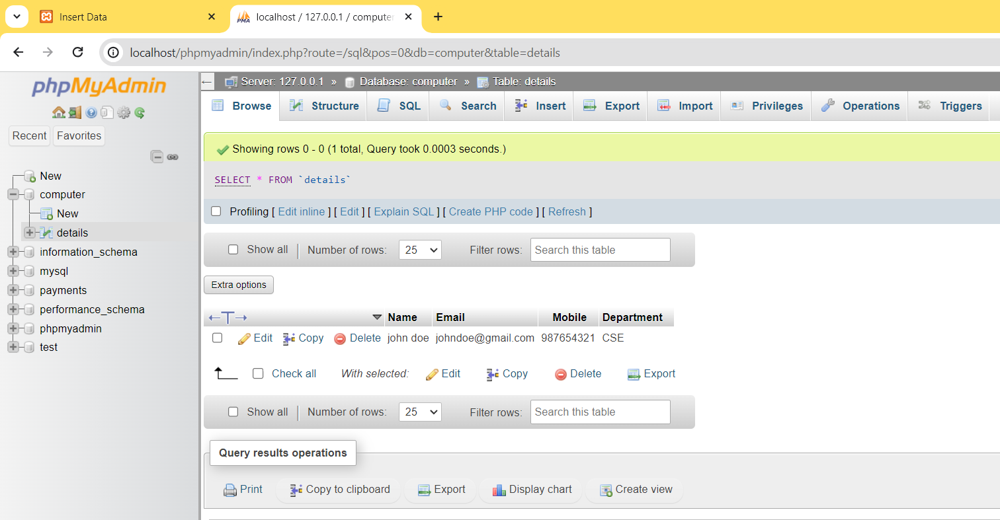 Insert Data
localhost / 127.0.0.1 / computer
localhost/phpmyadmin/index.php?route=/sql&pos=0&db=computer&table=details
phpMyAdmin
Recent Favorites
New
computer
New
details
information_schema
mysql
payments
performance_schema
phpmyadmin
test
Server: 127.0.0.1 » Database: computer » Table: details
Browse Structure SQL Search Insert Export Import Privileges Operations Triggers
Showing rows 0 - 0 (1 total, Query took 0.0003 seconds.)
SELECT * FROM `details`
Profiling [ Edit inline ] [ Edit ] [ Explain SQL ] [ Create PHP code ] [ Refresh ]
Show all Number of rows: 25 Filter rows: Search this table
Extra options
←T→ Name Email Mobile Department
Edit Copy Delete john doe johndoe@gmail.com 987654321 CSE
Check all With selected: Edit Copy Delete Export
Show all Number of rows: 25 Filter rows: Search this table
Query results operations
Print Copy to clipboard Export Display chart Create view